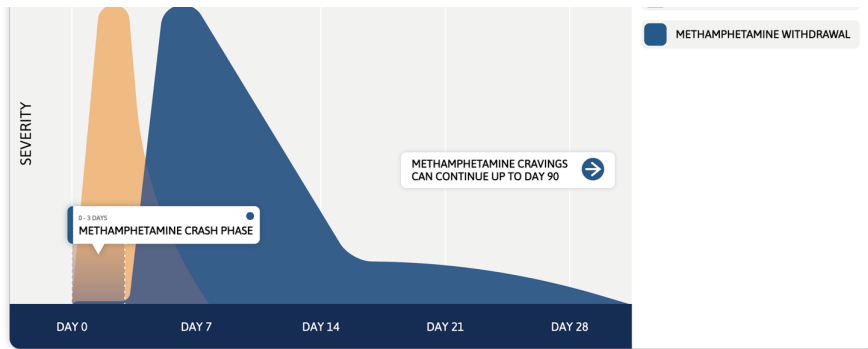 METHAMPHETAMINE WITHDRAWAL
SEVERITY
METHAMPHETAMINE CRAVINGS
CAN CONTINUE UP TO DAY 90
0 - 3 DAYS
METHAMPHETAMINE CRASH PHASE
DAY 0
DAY 7
DAY 14
DAY 21
DAY 28